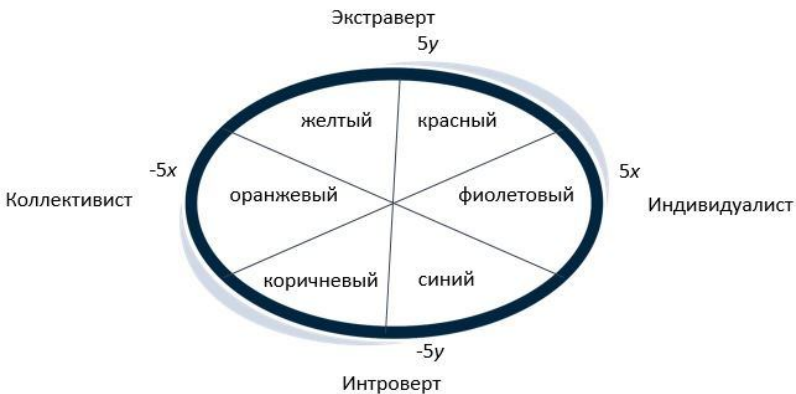 Экстраверт
5y
желтый
красный
-5x
5x
Коллективист
оранжевый
фиолетовый
Индивидуалист
коричневый
синий
-5y
Интроверт